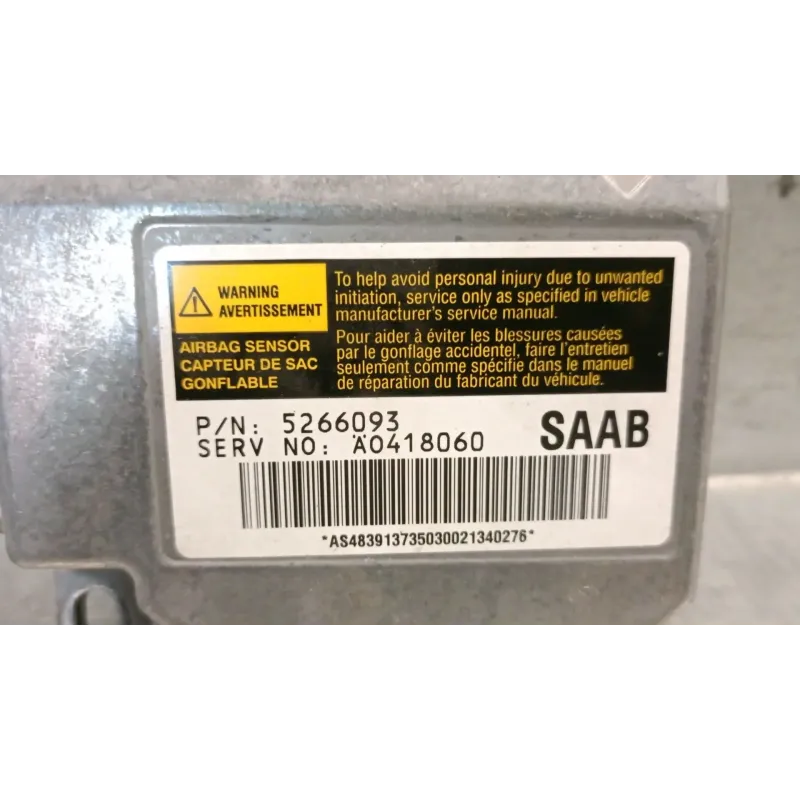 WARNING
AVERTISSEMENT
AIRBAG SENSOR
CAPTEUR DE SAC
GONFLABLE
To help avoid personal injury due to unwanted
initiation, service only as specified in vehicle
manufacturer's service manual.
Pour aider à éviter les blessures causées
par le gonflage accidentel, faire l'entretien
seulement comme spécifie dans le manuel
de réparation du fabricant du véhicule.
P/N: 5266093
SERV NO: A0418060
SAAB
*AS483913735030021340276*